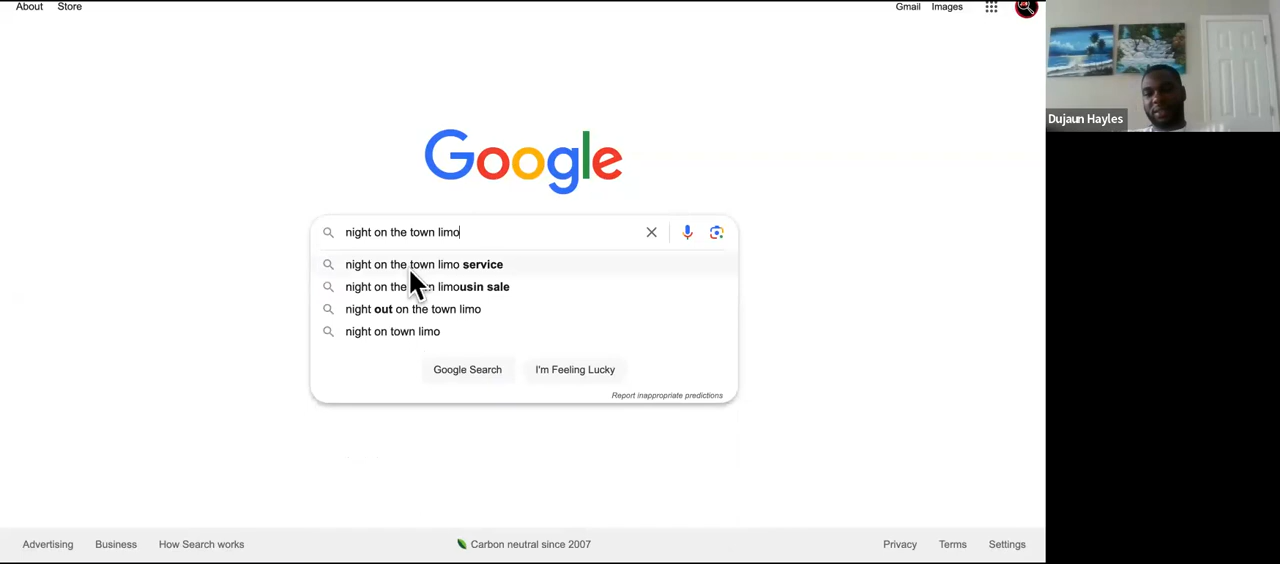 About Store Gmail Images
Dujaun Hayles
Google
night on the town limo
night on the town limo service
night on the limousin sale
night out on the town limo
night on town limo
Google Search I'm Feeling Lucky
Report inappropriate predictions
Advertising Business How Search works Carbon neutral since 2007 Privacy Terms Settings